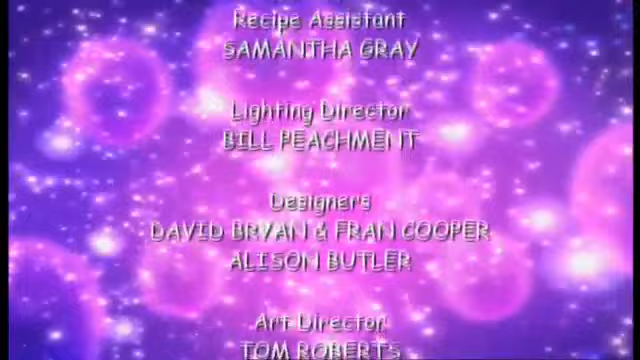 Recipe Assistant
SAMANTHA GRAY
Lighting Director
BILL PEACHMENT
Designers
DAVID BRYAN & FRAN COOPER
ALISON BUTLER
Art Director
TOM ROBERTS